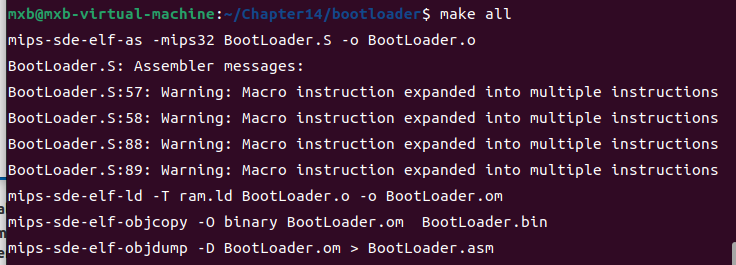 mxb@mxb-virtual-machine:~/Chapter14/bootloader$ make all
mips-sde-elf-as -mips32 BootLoader.S -o BootLoader.o
BootLoader.S: Assembler messages:
BootLoader.S:57: Warning: Macro instruction expanded into multiple instructions
BootLoader.S:58: Warning: Macro instruction expanded into multiple instructions
BootLoader.S:88: Warning: Macro instruction expanded into multiple instructions
BootLoader.S:89: Warning: Macro instruction expanded into multiple instructions
mips-sde-elf-ld -T ram.ld BootLoader.o -o BootLoader.om
mips-sde-elf-objcopy -O binary BootLoader.om  BootLoader.bin
mips-sde-elf-objdump -D BootLoader.om > BootLoader.asm